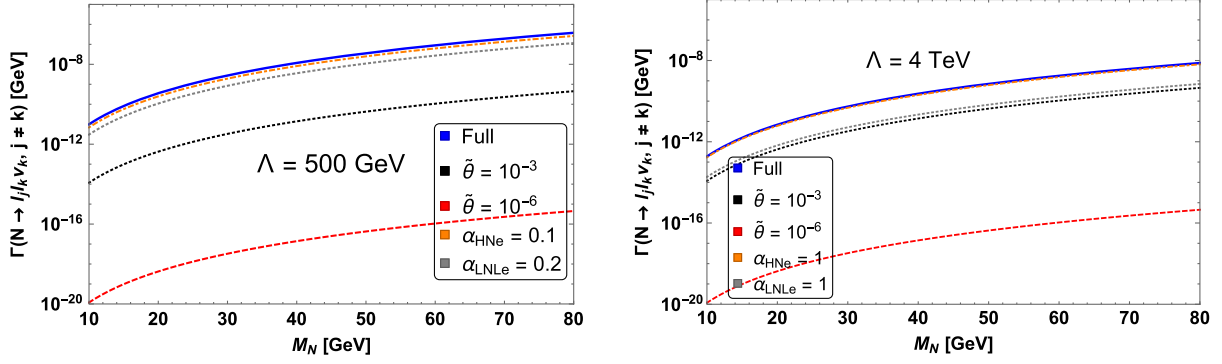 Γ(N → l_j l_k ν_k, j ≠ k) [GeV]
10^-8
10^-12
10^-16
10^-20
Λ = 500 GeV
Full
θ̃ = 10^-3
θ̃ = 10^-6
α_HNe = 0.1
α_LNLe = 0.2
10 20 30 40 50 60 70 80
M_N [GeV]
Γ(N → l_j l_k ν_k, j ≠ k) [GeV]
10^-8
10^-12
10^-16
10^-20
Λ = 4 TeV
Full
θ̃ = 10^-3
θ̃ = 10^-6
α_HNe = 1
α_LNLe = 1
10 20 30 40 50 60 70 80
M_N [GeV]